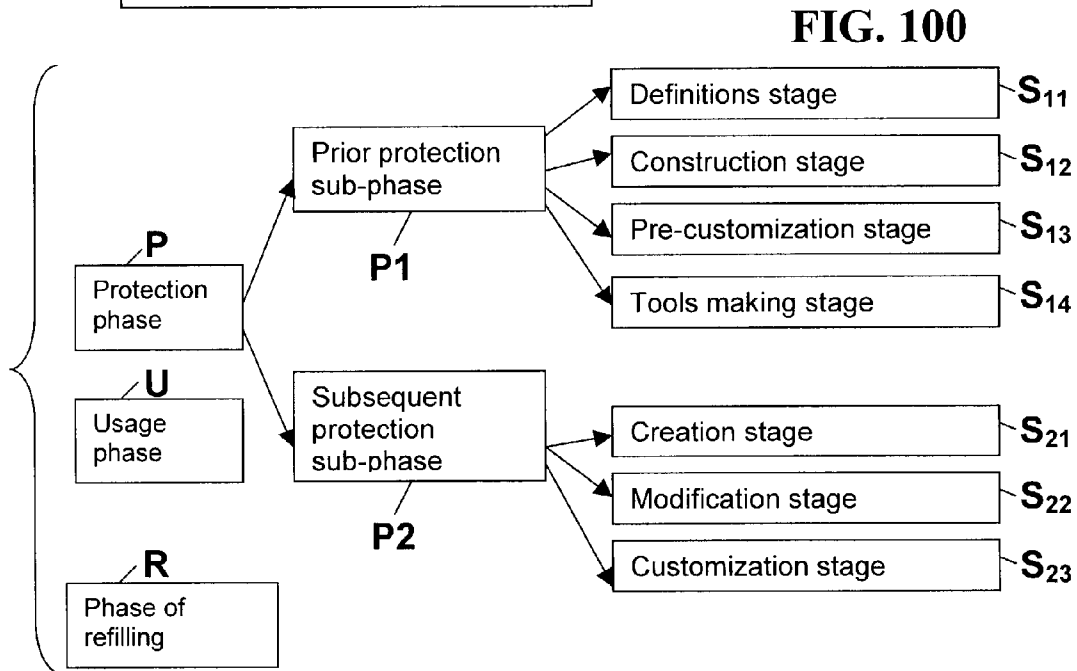 FIG. 100
P
Protection
phase
U
Usage
phase
R
Phase of
refilling
Prior protection
sub-phase
P1
Subsequent
protection
sub-phase
P2
Definitions stage
S11
Construction stage
S12
Pre-customization stage
S13
Tools making stage
S14
Creation stage
S21
Modification stage
S22
Customization stage
S23